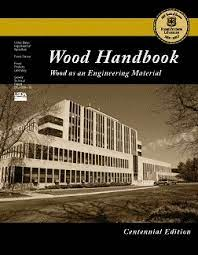 United States
Department of
Agriculture
Forest Service
Forest
Products
Laboratory
General
Technical
Report
Wood Handbook
Wood as an Engineering Material
Centennial Edition